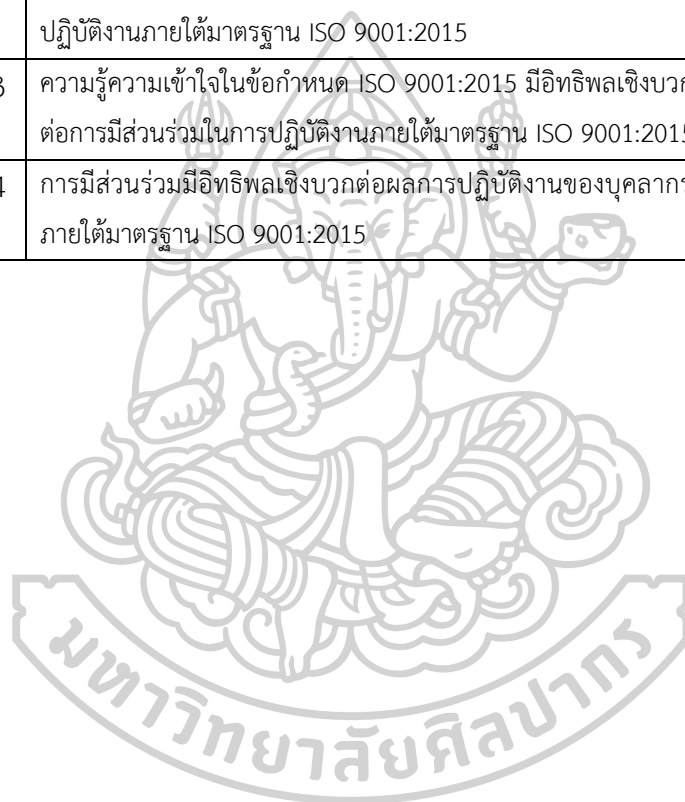 ปฏิบัติงานภายใต้มาตรฐาน ISO 9001:2015
3 ความรู้ความเข้าใจในข้อกำหนด ISO 9001:2015 มีอิทธิพลเชิงบวก
ต่อการมีส่วนร่วมในการปฏิบัติงานภายใต้มาตรฐาน ISO 9001:2015
4 การมีส่วนร่วมมีอิทธิพลเชิงบวกต่อผลการปฏิบัติงานของบุคลากร
ภายใต้มาตรฐาน ISO 9001:2015
มหาวิทยาลัยศิลปากร